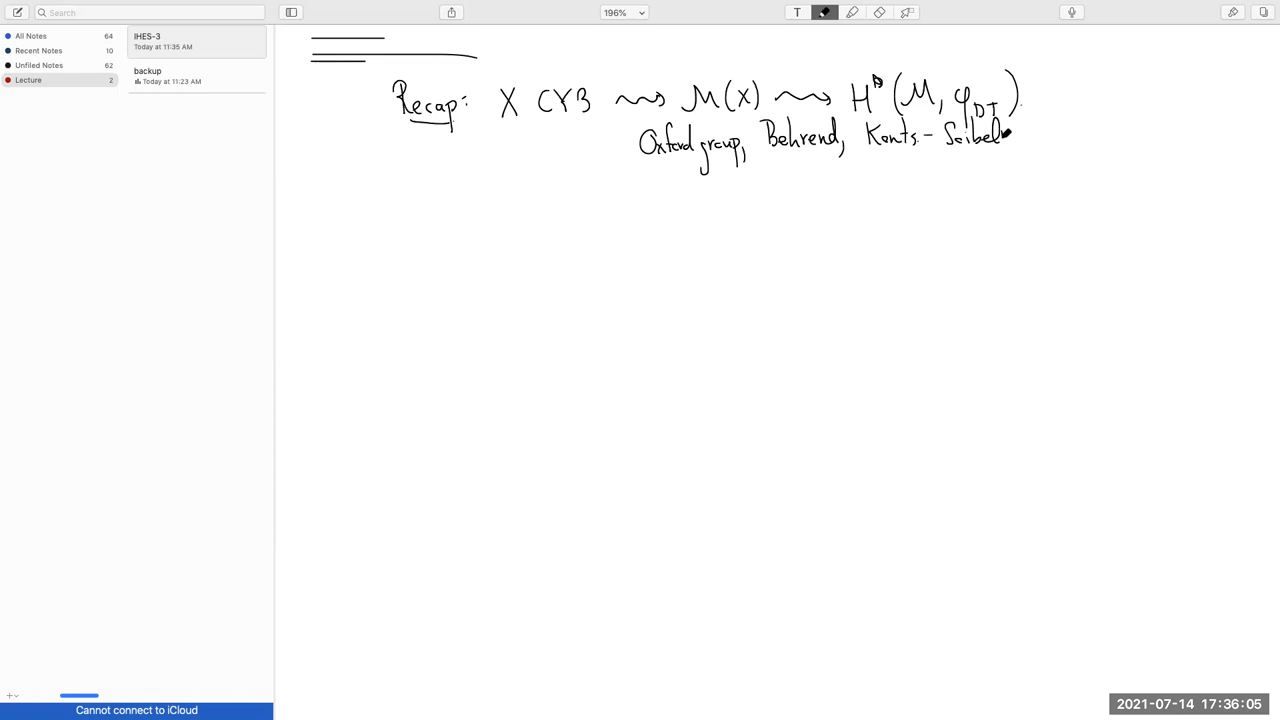 Search
196%
T
All Notes 64
Recent Notes 10
Unfiled Notes 62
Lecture 2
IHES-3
Today at 11:35 AM
backup
Today at 11:23 AM
Recap: X CY3 ⇝ M(X) ⇝ H•(M, φ_DT).
Oxford group, Behrend, Konts.- Soibel
Cannot connect to iCloud
2021-07-14 17:36:05